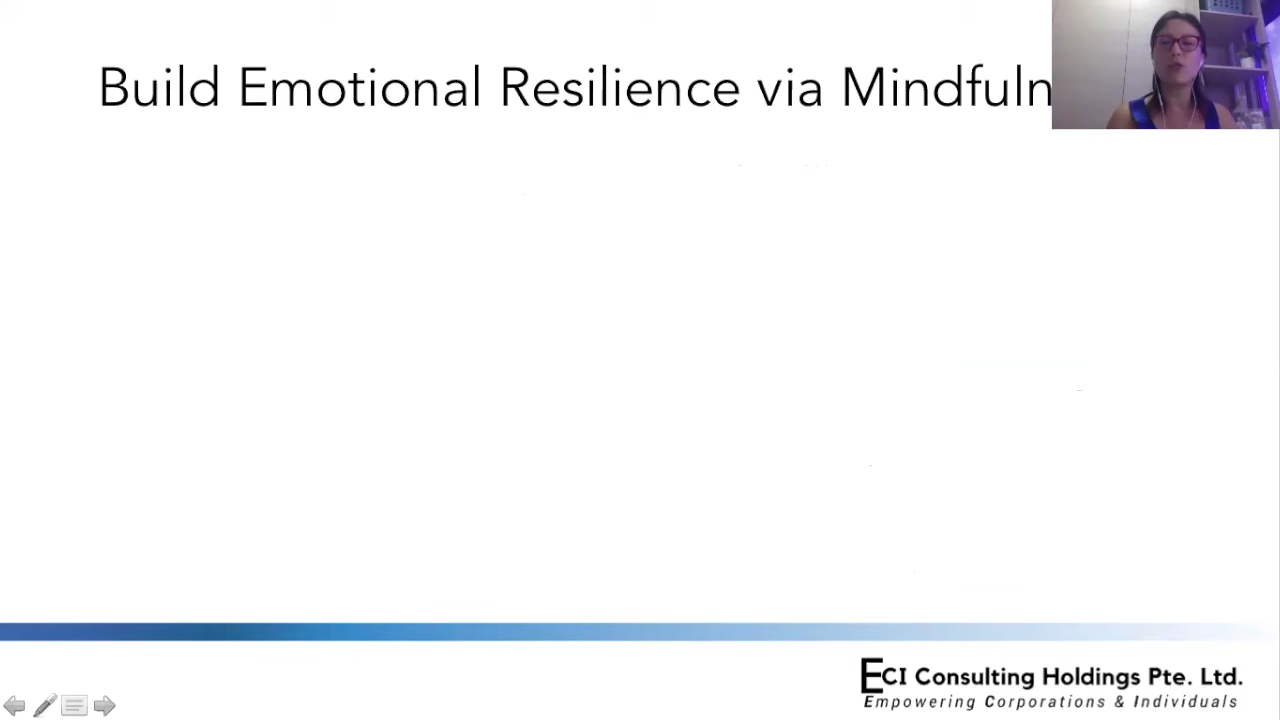 Build Emotional Resilience via Mindfuln
ECI Consulting Holdings Pte. Ltd.
Empowering Corporations & Individuals